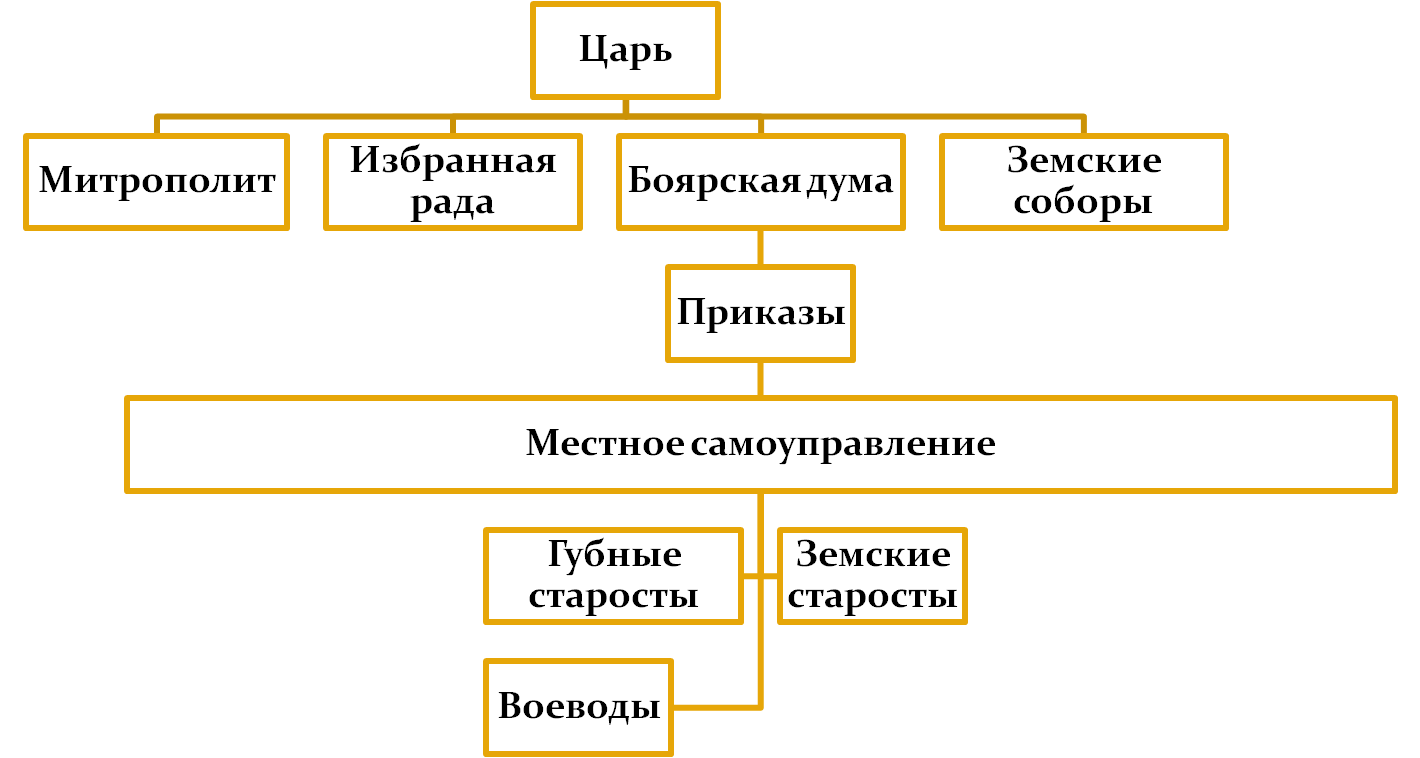 Царь
Митрополит
Избранная
рада
Боярская дума
Земские
соборы
Приказы
Местное самоуправление
Губные
старосты
Земские
старосты
Воеводы